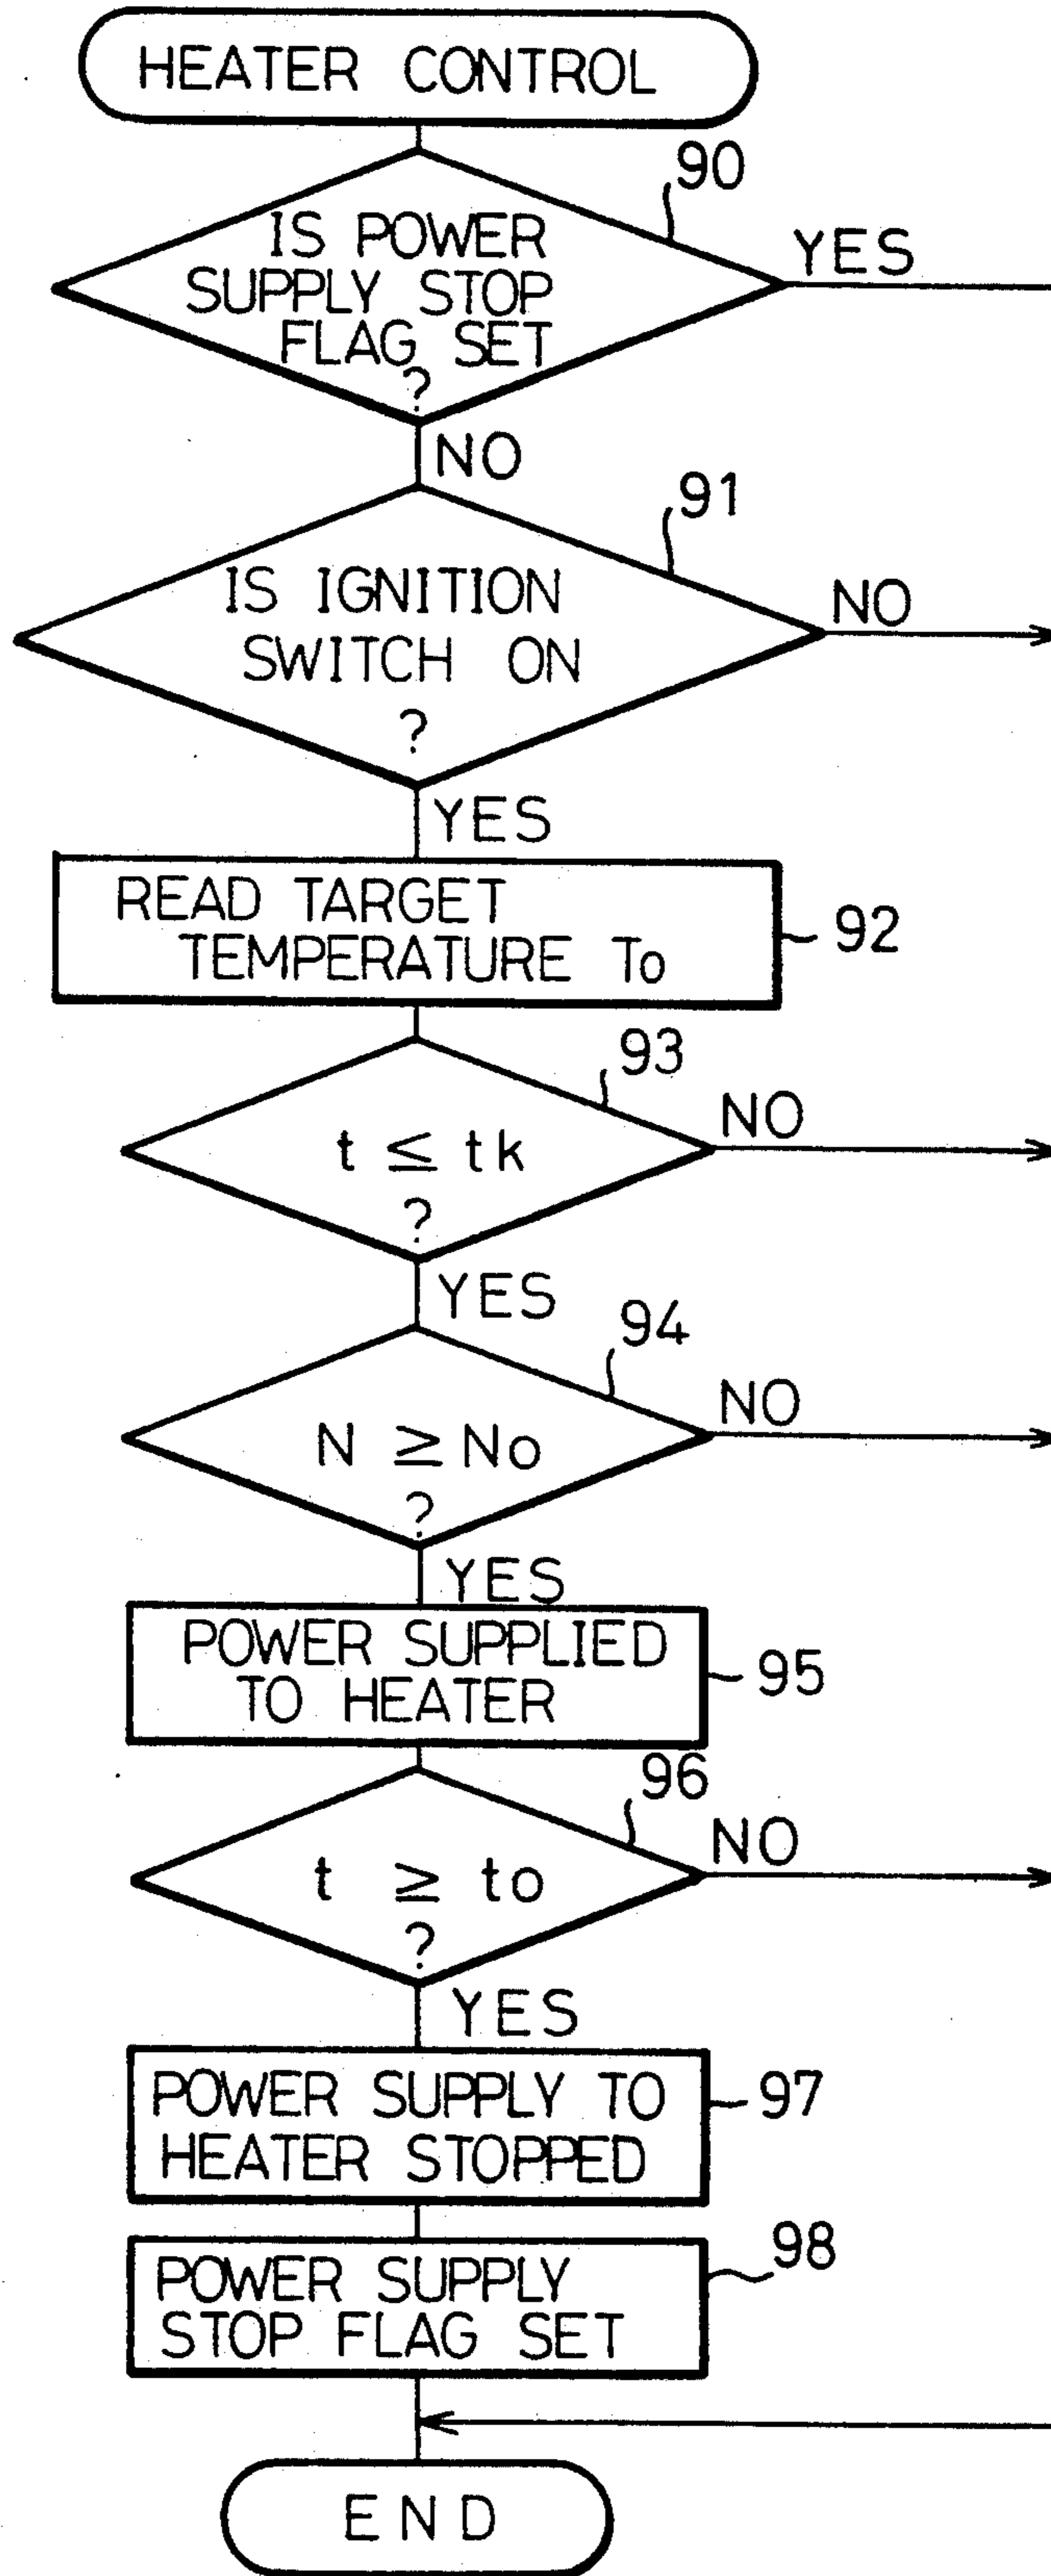 HEATER CONTROL
90
IS POWER
SUPPLY STOP
FLAG SET
?
YES
NO
91
IS IGNITION
SWITCH ON
?
NO
YES
READ TARGET
TEMPERATURE To
92
93
t ≤ tk
?
NO
YES
94
N ≥ No
?
NO
YES
POWER SUPPLIED
TO HEATER
95
96
t ≥ to
?
NO
YES
POWER SUPPLY TO
HEATER STOPPED
97
POWER SUPPLY
STOP FLAG SET
98
END